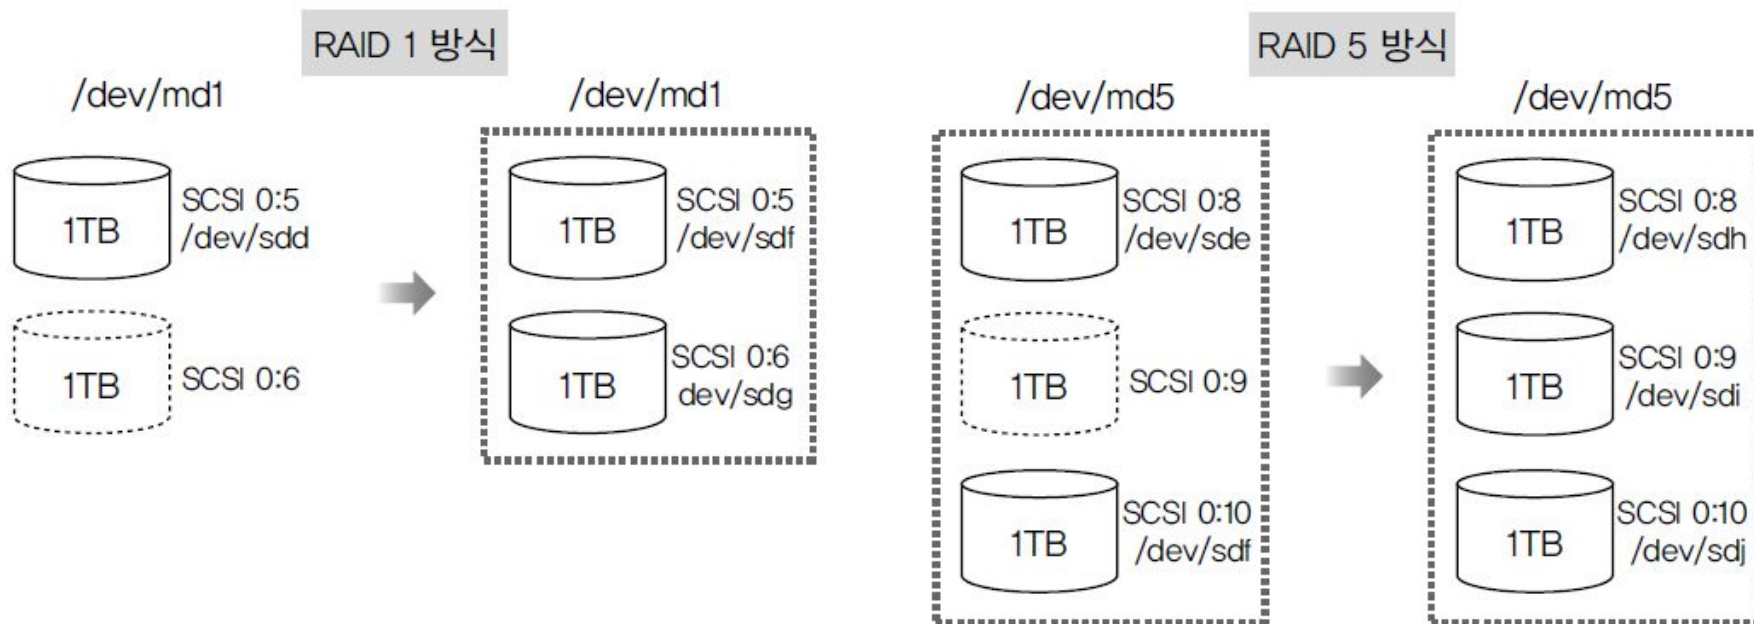 RAID 1 방식
/dev/md1
1TB
SCSI 0:5
/dev/sdd
1TB
SCSI 0:6
/dev/md1
1TB
SCSI 0:5
/dev/sdf
1TB
SCSI 0:6
dev/sdg
RAID 5 방식
/dev/md5
1TB
SCSI 0:8
/dev/sde
1TB
SCSI 0:9
1TB
SCSI 0:10
/dev/sdf
/dev/md5
1TB
SCSI 0:8
/dev/sdh
1TB
SCSI 0:9
/dev/sdi
1TB
SCSI 0:10
/dev/sdj